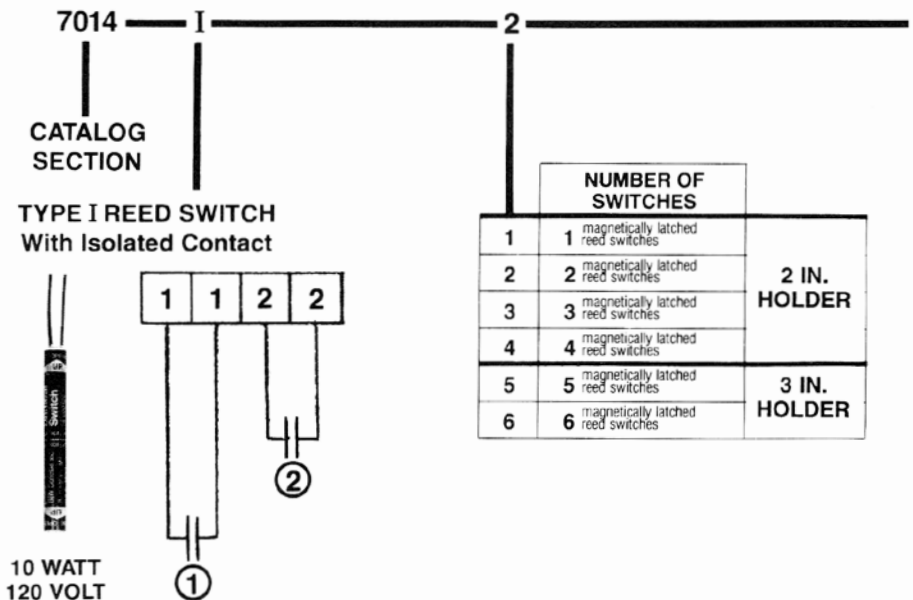 7014 I 2
CATALOG
SECTION
TYPE I REED SWITCH
With Isolated Contact
1 1 2 2
Switch
2
1
10 WATT
120 VOLT
NUMBER OF
SWITCHES
1 1 magnetically latched
reed switches
2 2 magnetically latched
reed switches
3 3 magnetically latched
reed switches
4 4 magnetically latched
reed switches
2 IN.
HOLDER
5 5 magnetically latched
reed switches
6 6 magnetically latched
reed switches
3 IN.
HOLDER